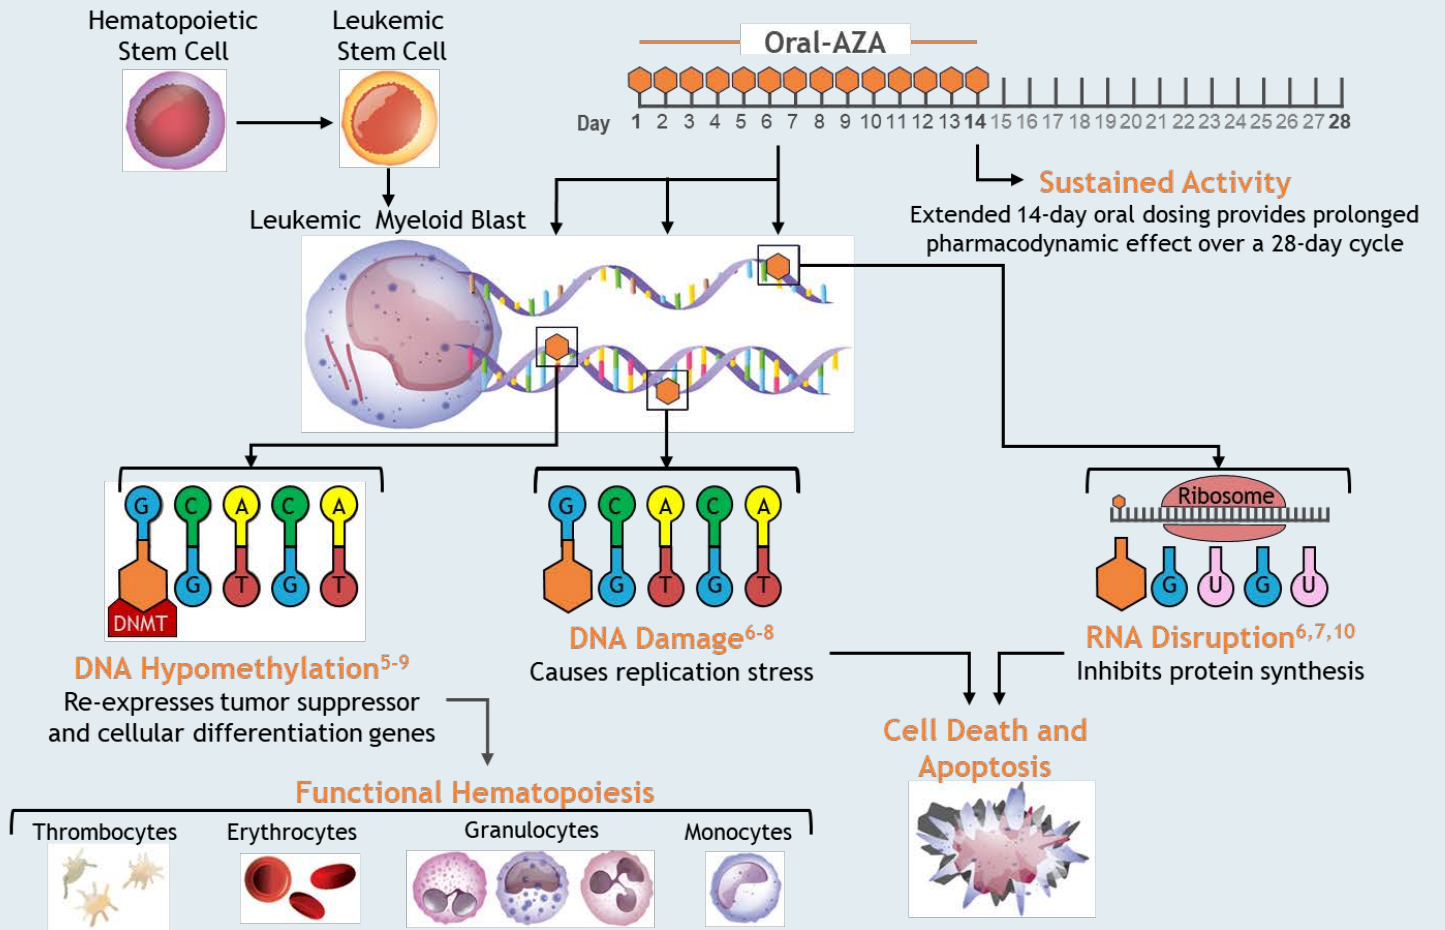 Hematopoietic
Stem Cell
Leukemic
Stem Cell
Oral-AZA
Day 1 2 3 4 5 6 7 8 9 10 11 12 13 14 15 16 17 18 19 20 21 22 23 24 25 26 27 28
Sustained Activity
Extended 14-day oral dosing provides prolonged
pharmacodynamic effect over a 28-day cycle
Leukemic Myeloid Blast
G C A C A
G T G T
DNMT
DNA Hypomethylation5-9
Re-expresses tumor suppressor
and cellular differentiation genes
G C A C A
G T G T
DNA Damage6-8
Causes replication stress
Ribosome
G U G U
RNA Disruption6,7,10
Inhibits protein synthesis
Cell Death and
Apoptosis
Functional Hematopoiesis
Thrombocytes
Erythrocytes
Granulocytes
Monocytes